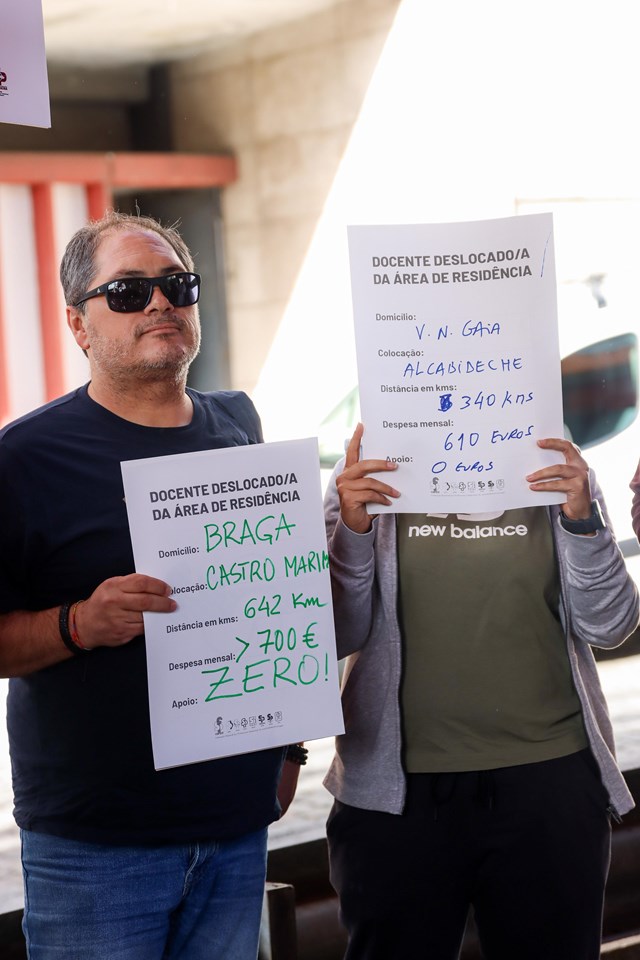 DOCENTE DESLOCADO/A
DA ÁREA DE RESIDÊNCIA
Domicílio: BRAGA
Colocação: CASTRO MARIM
Distância em kms: 642 Km
Despesa mensal: >700€
Apoio: ZERO!
DOCENTE DESLOCADO/A
DA ÁREA DE RESIDÊNCIA
Domicílio: V. N. GAIA
Colocação: ALCABIDECHE
Distância em kms: 340 kms
Despesa mensal: 610 EUROS
Apoio: 0 EUROS
new balance